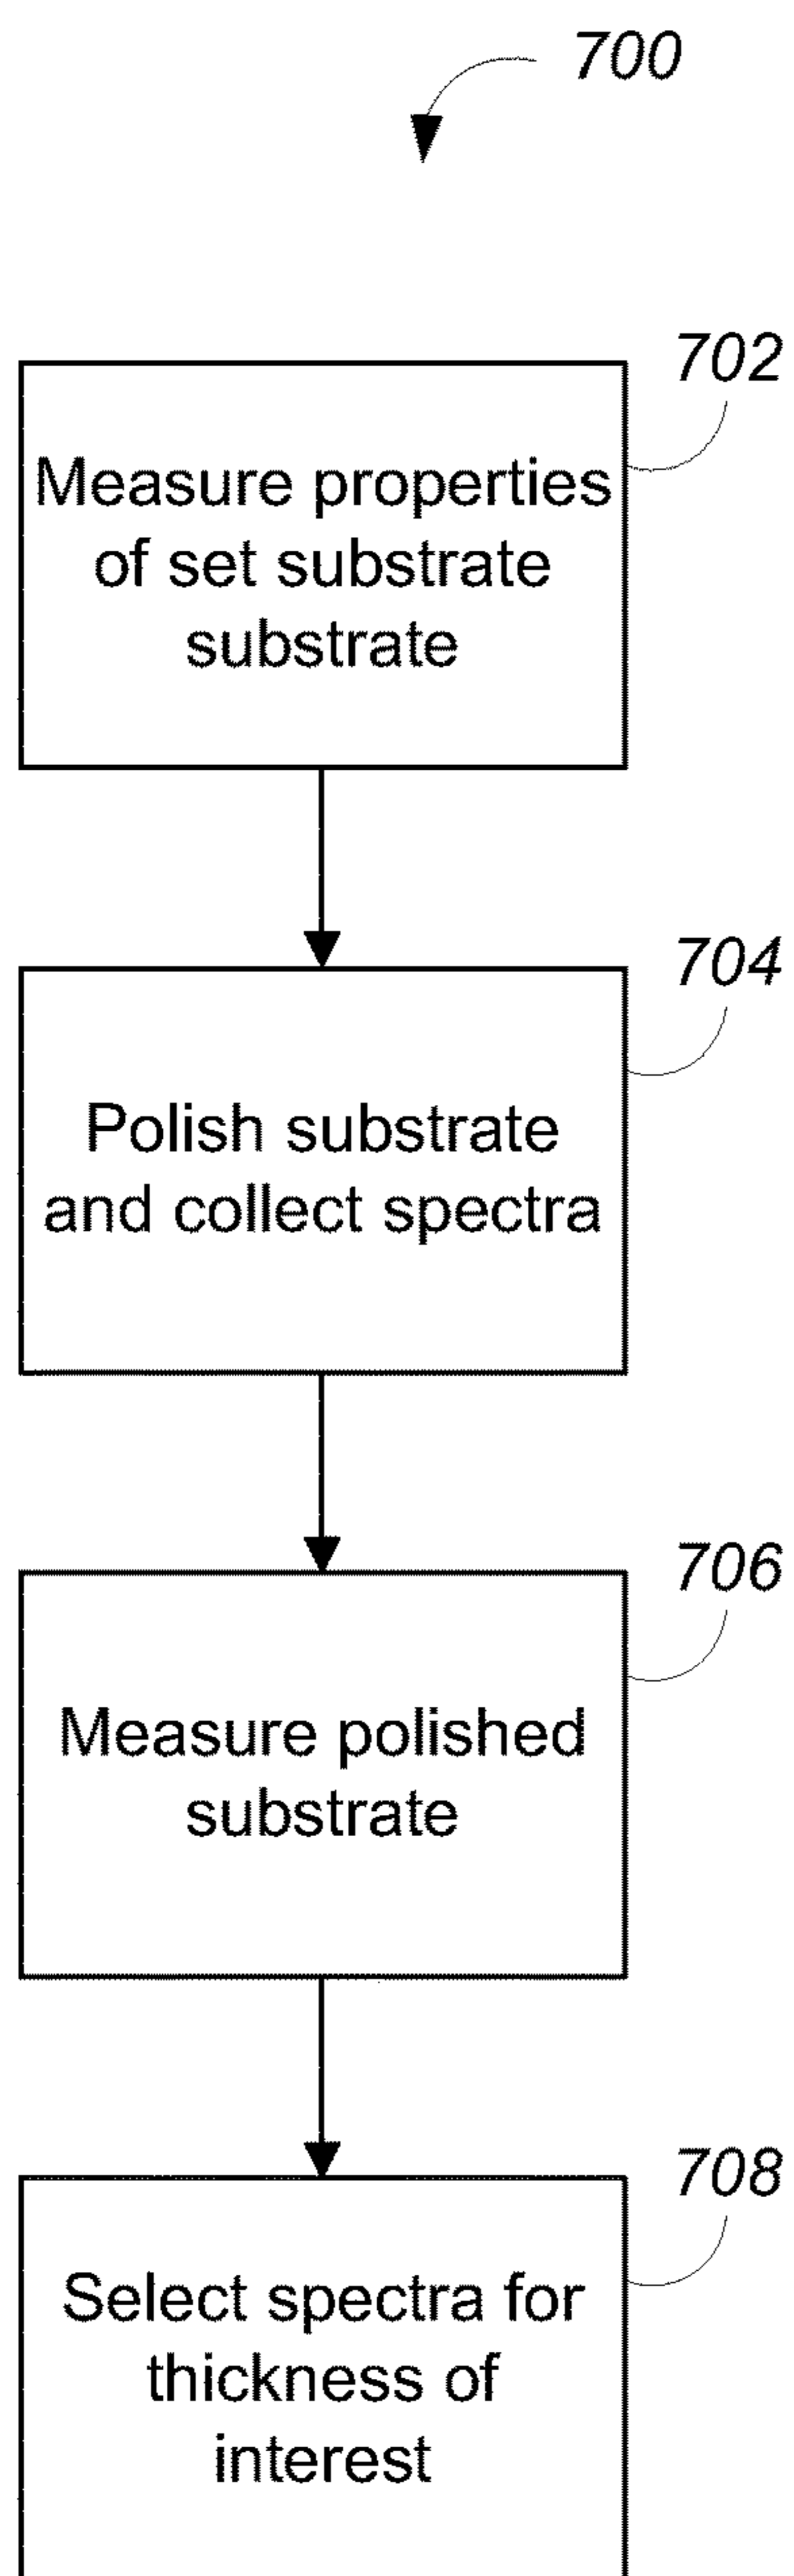 700
702
Measure properties
of set substrate
substrate
704
Polish substrate
and collect spectra
706
Measure polished
substrate
708
Select spectra for
thickness of
interest